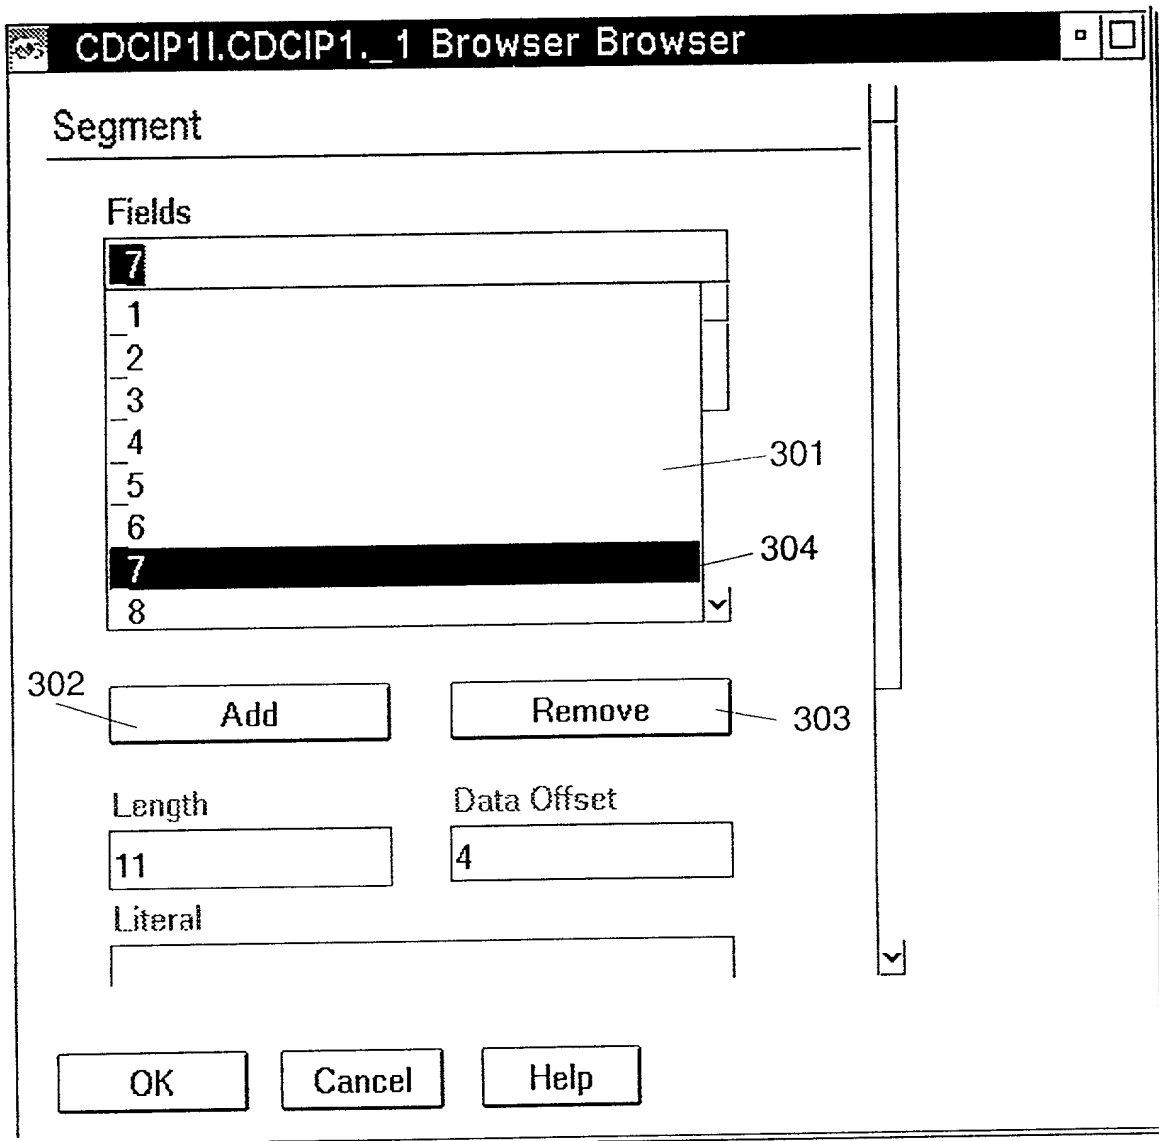 CDCIP1I.CDCIP1._1 Browser Browser
Segment
Fields
_7
_1
_2
_3
_4
_5
6
7
8
301
304
302
Add
Remove
303
Length
Data Offset
11
4
Literal
OK
Cancel
Help